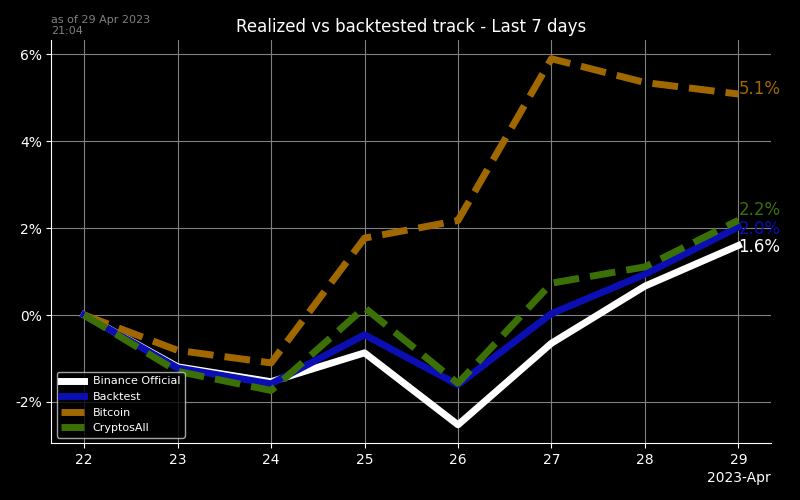 as of 29 Apr 2023
21:04
Realized vs backtested track - Last 7 days
6%
4%
2%
0%
-2%
5.1%
2.2%
2.0%
1.6%
Binance Official
Backtest
Bitcoin
CryptosAll
22 23 24 25 26 27 28 29
2023-Apr